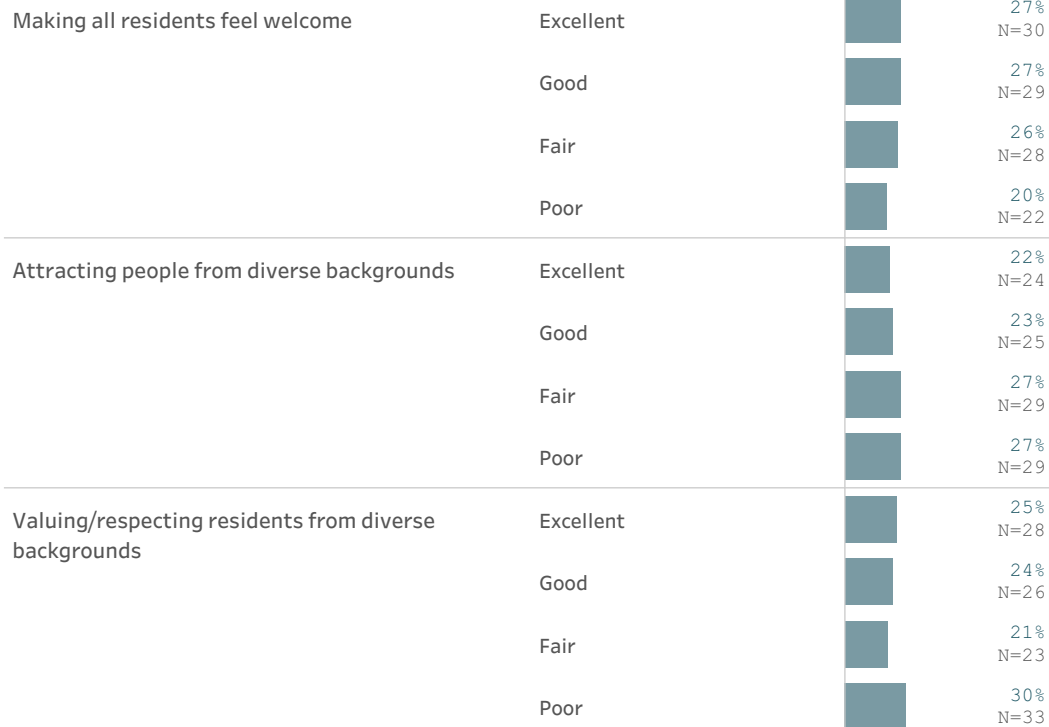 Making all residents feel welcome
Excellent
27%
N=30
Good
27%
N=29
Fair
26%
N=28
Poor
20%
N=22
Attracting people from diverse backgrounds
Excellent
22%
N=24
Good
23%
N=25
Fair
27%
N=29
Poor
27%
N=29
Valuing/respecting residents from diverse
backgrounds
Excellent
25%
N=28
Good
24%
N=26
Fair
21%
N=23
Poor
30%
N=33